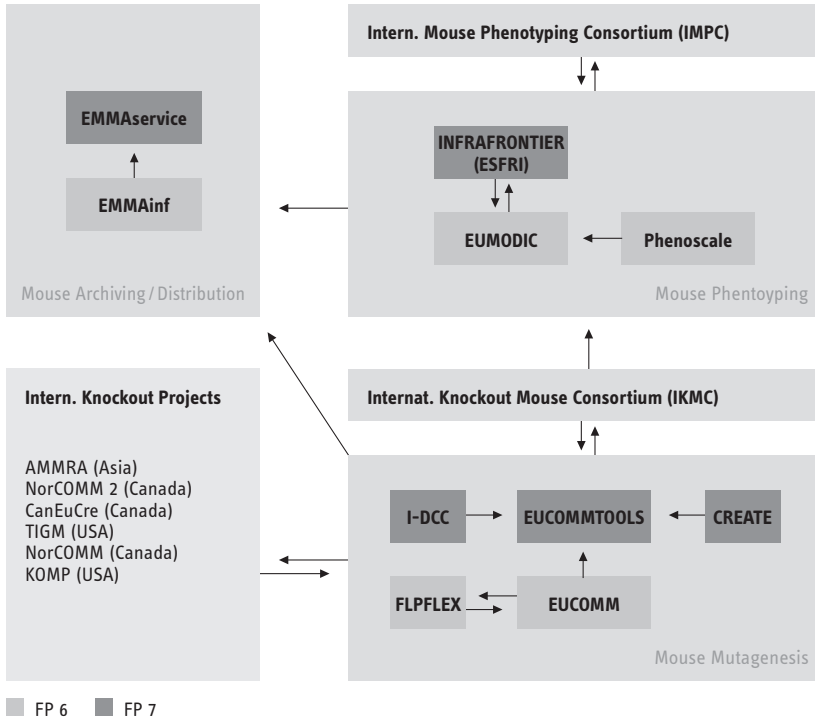 Intern. Mouse Phenotyping Consortium (IMPC)
EMMAservice
EMMAinf
Mouse Archiving / Distribution
INFRAFRONTIER
(ESFRI)
EUMODIC
Phenoscale
Mouse Phentoyping
Intern. Knockout Projects
AMMRA (Asia)
NorCOMM 2 (Canada)
CanEuCre (Canada)
TIGM (USA)
NorCOMM (Canada)
KOMP (USA)
Internat. Knockout Mouse Consortium (IKMC)
I-DCC
EUCOMMTOOLS
CREATE
FLPFLEX
EUCOMM
Mouse Mutagenesis
FP 6
FP 7